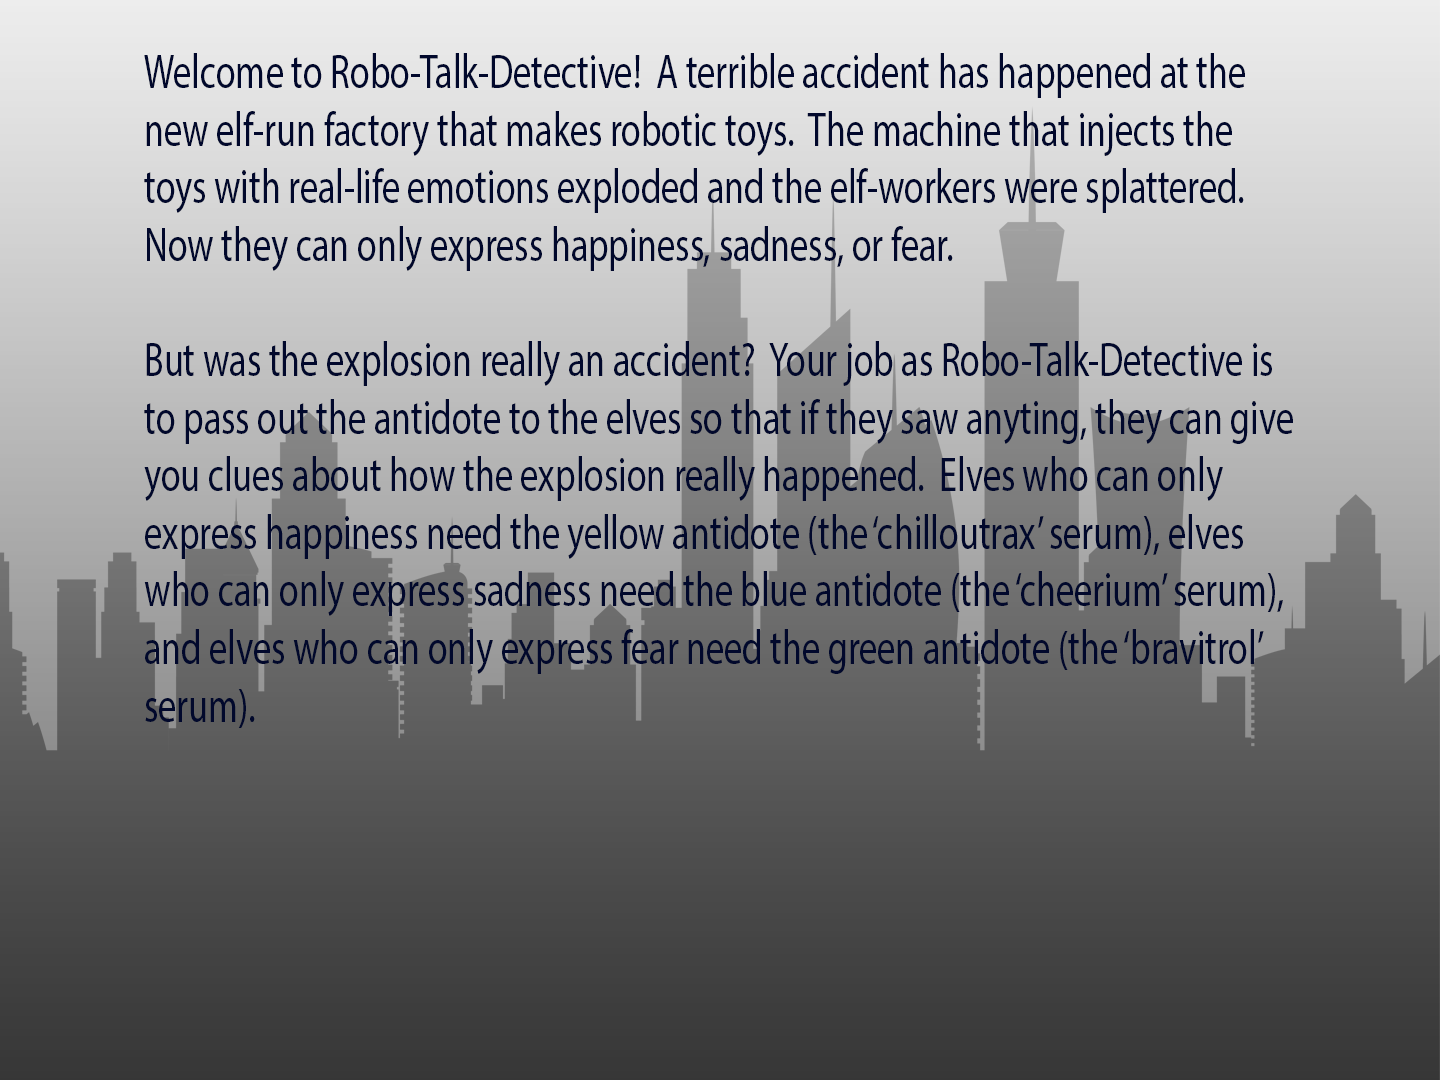 Welcome to Robo-Talk-Detective!  A terrible accident has happened at the
new elf-run factory that makes robotic toys.  The machine that injects the
toys with real-life emotions exploded and the elf-workers were splattered.
Now they can only express happiness, sadness, or fear.
But was the explosion really an accident?  Your job as Robo-Talk-Detective is
to pass out the antidote to the elves so that if they saw anyting, they can give
you clues about how the explosion really happened.  Elves who can only
express happiness need the yellow antidote (the ‘chilloutrax’ serum), elves
who can only express sadness need the blue antidote (the ‘cheerium’ serum),
and elves who can only express fear need the green antidote (the ‘bravitrol’
serum).